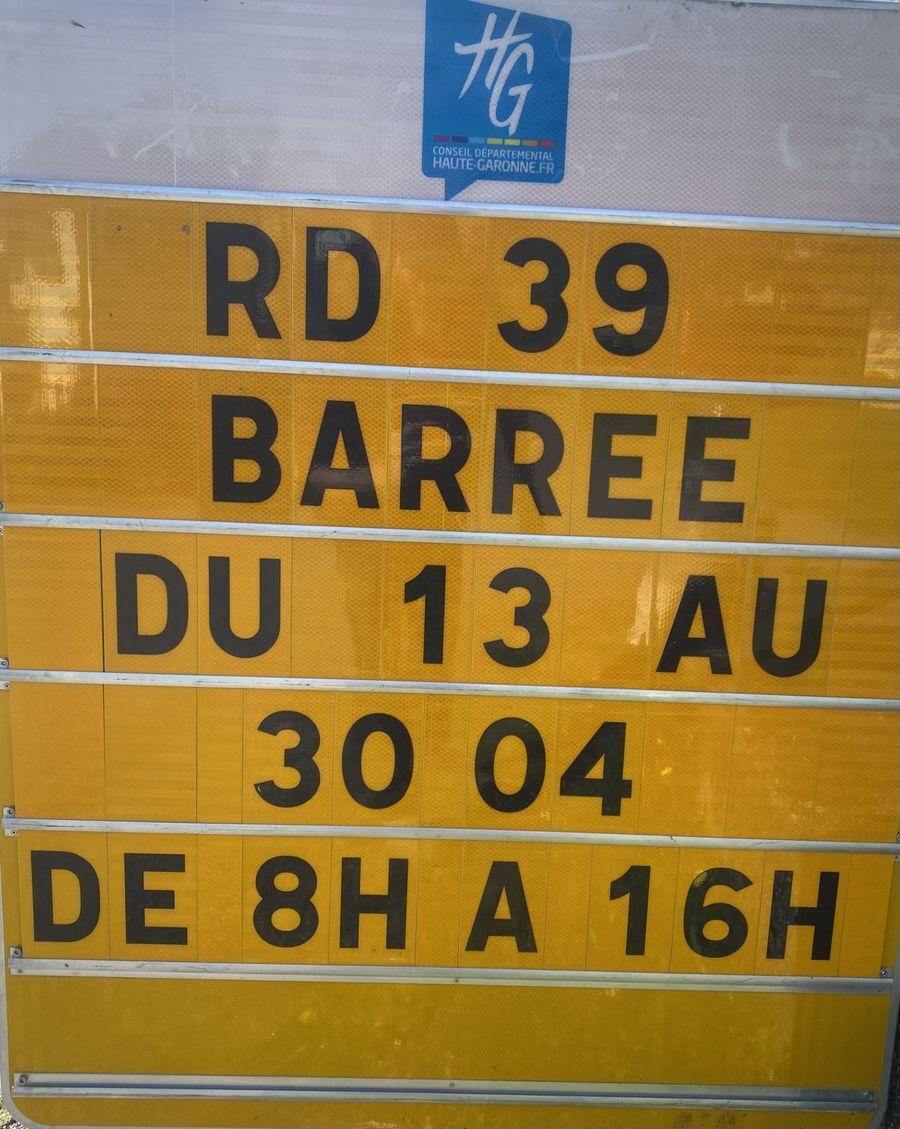 HG
CONSEIL DÉPARTEMENTAL
HAUTE-GARONNE.FR
RD 39
BARREE
DU 13 AU
30 04
DE 8H A 16H